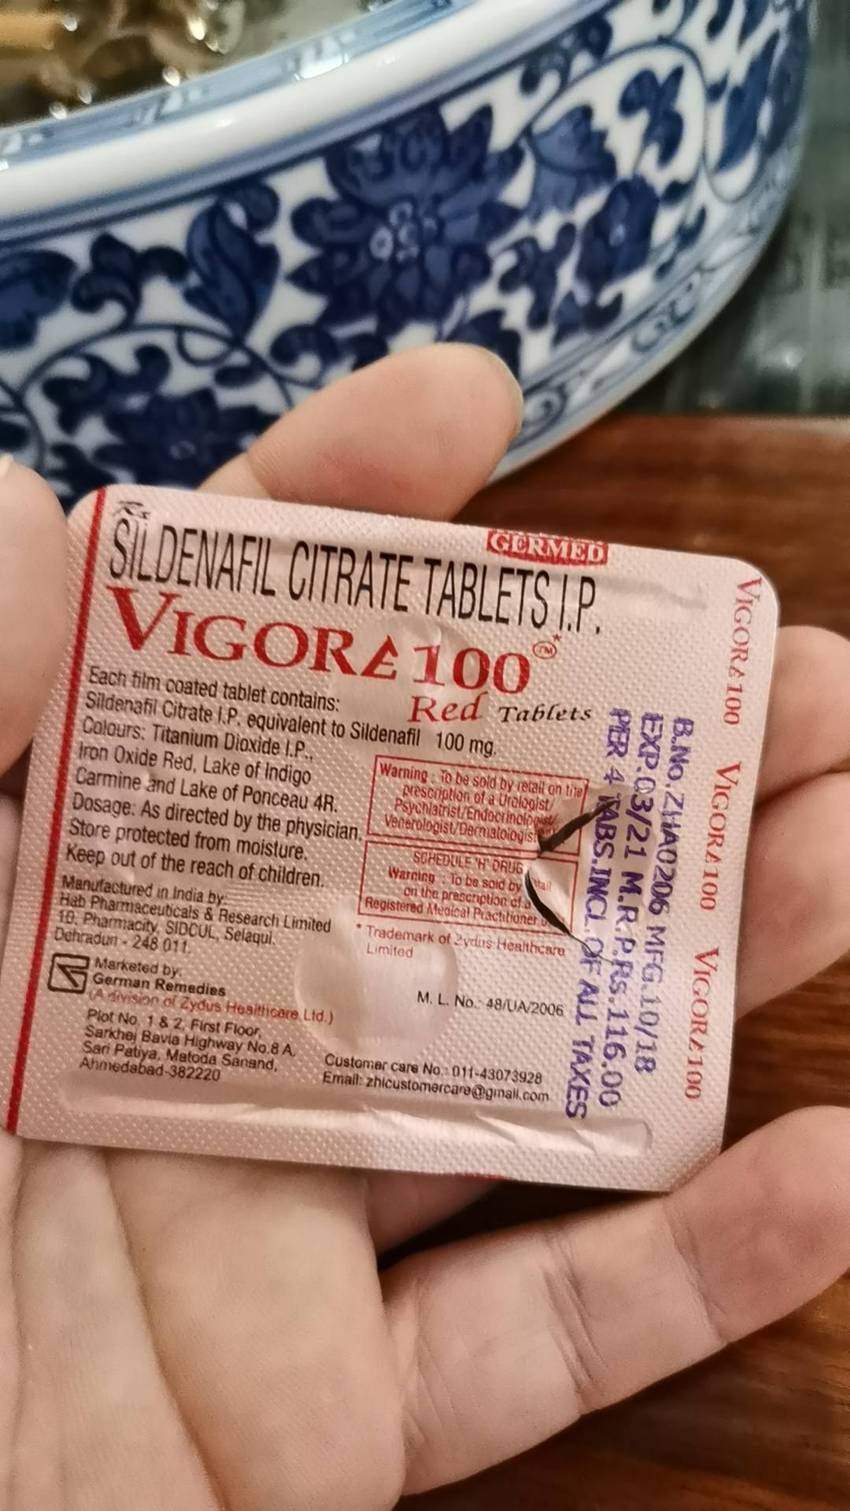 Rx
GERMED
SILDENAFIL CITRATE TABLETS I.P.
VIGORA 100™*
Red Tablets
Each film coated tablet contains:
Sildenafil Citrate I.P. equivalent to Sildenafil 100 mg.
Colours: Titanium Dioxide I.P.,
Iron Oxide Red, Lake of Indigo
Carmine and Lake of Ponceau 4R.
Dosage: As directed by the physician.
Store protected from moisture.
Keep out of the reach of children.
Manufactured in India by:
Hab Pharmaceuticals & Research Limited
10, Pharmacity, SIDCUL, Selaqui,
Dehradun - 248 011.
Marketed by:
German Remedies
(A division of Zydus Healthcare Ltd.)
Plot No. 1 & 2, First Floor,
Sarkhej Bavla Highway No.8 A,
Sari Patiya, Matoda Sanand,
Ahmedabad-382220
Warning : To be sold by retail on the
prescription of a Urologist/
Psychiatrist/Endocrinologist/
Venerologist/Dermatologis
SCHEDULE 'H' DRUG
Warning : To be sold by
on the prescription of a
Registered Medical Practitioner
* Trademark of Zydus Healthcare
Limited
M. L. No.: 48/UA/2006
Customer care No.: 011-43073928
Email: zhlcustomercare@gmail.com
B.No.ZHA0206 MFG.10/18
EXP.03/21 M.R.P.Rs.116.00
PER 4 TABS.INCL OF ALL TAXES
VIGORA 100
VIGORA 100
VIGORA 100